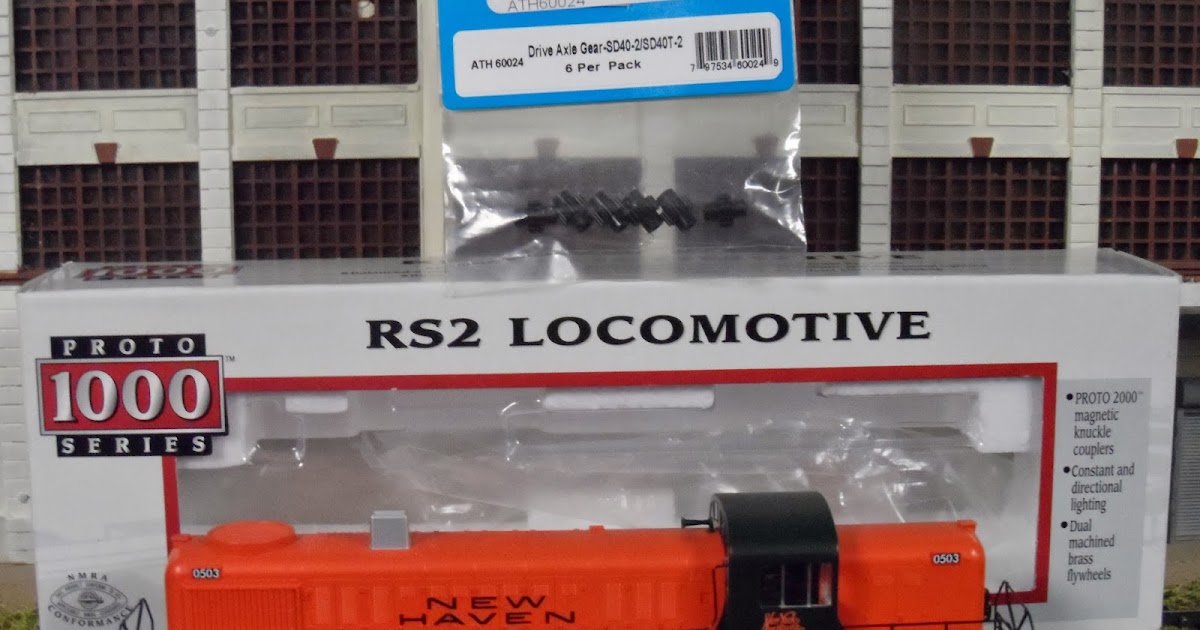 ATH60024
Drive Axle Gear-SD40-2/SD40T-2
ATH 60024
6 Per Pack
7 97534 60024 9
RS2 LOCOMOTIVE
PROTO
1000™
SERIES
•PROTO 2000™
magnetic
knuckle
couplers
•Constant and
directional
lighting
•Dual
machined
brass
flywheels
0503
0503
NEW
HAVEN
NMRA
CONFORMANCE